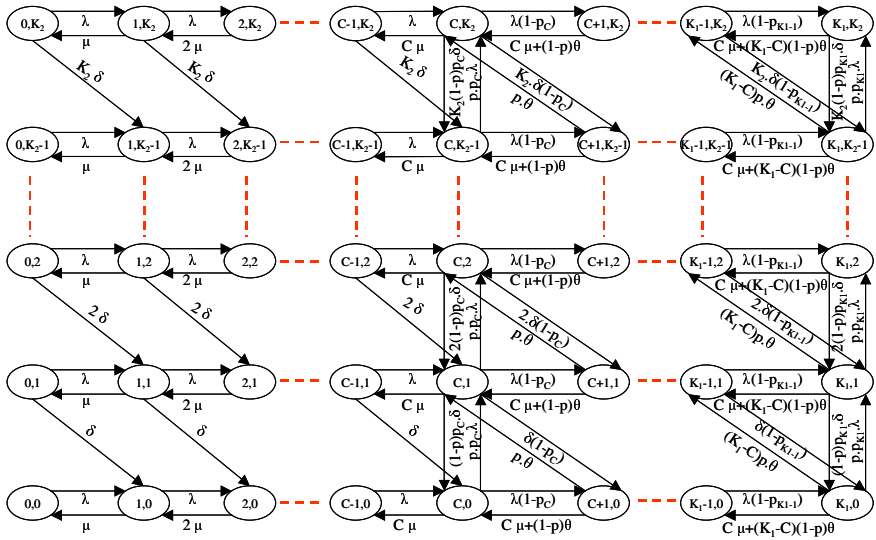 λ λ λ λ(1-p_C) λ(1-p_K1-1)
0,K₂ 1,K₂ 2,K₂ C-1,K₂ C,K₂ C+1,K₂ K₁-1,K₂ K₁,K₂
μ 2 μ C μ C μ+(1-p)θ C μ+(K₁-C)(1-p)θ
K₂ δ K₂ δ K₂ δ K₂(1-p)p_C.δ p.p_C.λ K₂.δ(1-p_C) p.θ K₂.δ(1-p_K1-1) (K₁-C)p.θ K₂(1-p)p_K1.δ p.p_K1.λ
λ λ λ λ(1-p_C) λ(1-p_K1-1)
0,K₂-1 1,K₂-1 2,K₂-1 C-1,K₂-1 C,K₂-1 C+1,K₂-1 K₁-1,K₂-1 K₁,K₂-1
μ 2 μ C μ C μ+(1-p)θ C μ+(K₁-C)(1-p)θ
λ λ λ λ(1-p_C) λ(1-p_K1-1)
0,2 1,2 2,2 C-1,2 C,2 C+1,2 K₁-1,2 K₁,2
μ 2 μ C μ C μ+(1-p)θ C μ+(K₁-C)(1-p)θ
2 δ 2 δ 2 δ 2(1-p)p_C.δ p.p_C.λ 2.δ(1-p_C) p.θ 2.δ(1-p_K1-1) (K₁-C)p.θ 2(1-p)p_K1.δ p.p_K1.λ
λ λ λ λ(1-p_C) λ(1-p_K1-1)
0,1 1,1 2,1 C-1,1 C,1 C+1,1 K₁-1,1 K₁,1
μ 2 μ C μ C μ+(1-p)θ C μ+(K₁-C)(1-p)θ
δ δ δ (1-p)p_C.δ p.p_C.λ δ(1-p_C) p.θ δ(1-p_K1-1) (K₁-C)p.θ (1-p)p_K1.δ p.p_K1.λ
λ λ λ λ(1-p_C) λ(1-p_K1-1)
0,0 1,0 2,0 C-1,0 C,0 C+1,0 K₁-1,0 K₁,0
μ 2 μ C μ C μ+(1-p)θ C μ+(K₁-C)(1-p)θ